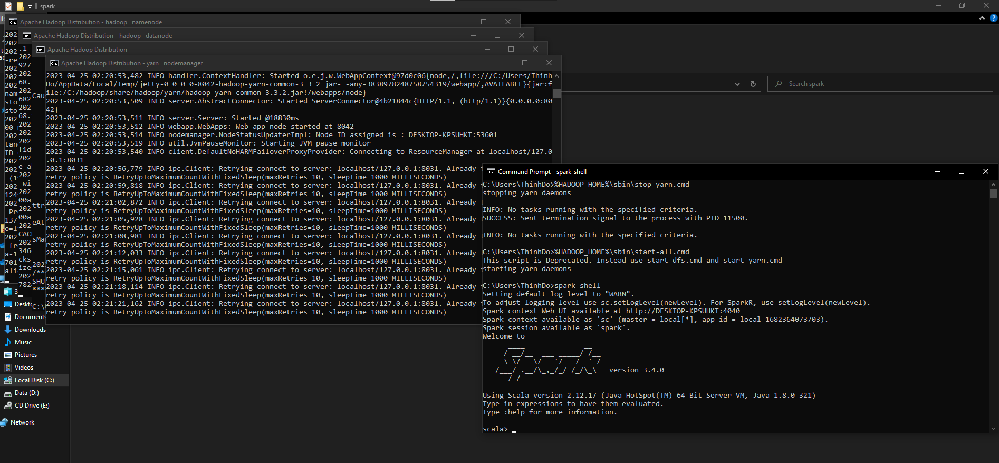 spark
Apache Hadoop Distribution - hadoop   namenode
Apache Hadoop Distribution - hadoop   datanode
Apache Hadoop Distribution
Apache Hadoop Distribution - yarn   nodemanager
2023-04-25 02:20:53,482 INFO handler.ContextHandler: Started o.e.j.w.WebAppContext@97d0c06{node,/,file:///C:/Users/Thinh
Do/AppData/Local/Temp/jetty-0_0_0_0-8042-hadoop-yarn-common-3_3_2_jar-_-any-3838978248758754319/webapp/,AVAILABLE}{jar:f
ile:/C:/hadoop/share/hadoop/yarn/hadoop-yarn-common-3.3.2.jar!/webapps/node}
2023-04-25 02:20:53,509 INFO server.AbstractConnector: Started ServerConnector@4b21844c{HTTP/1.1, (http/1.1)}{0.0.0.0:80
42}
2023-04-25 02:20:53,511 INFO server.Server: Started @18830ms
2023-04-25 02:20:53,512 INFO webapp.WebApps: Web app node started at 8042
2023-04-25 02:20:53,514 INFO nodemanager.NodeStatusUpdaterImpl: Node ID assigned is : DESKTOP-KPSUHKT:53601
2023-04-25 02:20:53,519 INFO util.JvmPauseMonitor: Starting JVM pause monitor
2023-04-25 02:20:53,540 INFO client.DefaultNoHARMFailoverProxyProvider: Connecting to ResourceManager at localhost/127.0
.0.1:8031
2023-04-25 02:20:56,779 INFO ipc.Client: Retrying connect to server: localhost/127.0.0.1:8031. Already
retry policy is RetryUpToMaximumCountWithFixedSleep(maxRetries=10, sleepTime=1000 MILLISECONDS)
2023-04-25 02:20:59,818 INFO ipc.Client: Retrying connect to server: localhost/127.0.0.1:8031. Already
retry policy is RetryUpToMaximumCountWithFixedSleep(maxRetries=10, sleepTime=1000 MILLISECONDS)
2023-04-25 02:21:02,872 INFO ipc.Client: Retrying connect to server: localhost/127.0.0.1:8031. Already
retry policy is RetryUpToMaximumCountWithFixedSleep(maxRetries=10, sleepTime=1000 MILLISECONDS)
2023-04-25 02:21:05,928 INFO ipc.Client: Retrying connect to server: localhost/127.0.0.1:8031. Already
retry policy is RetryUpToMaximumCountWithFixedSleep(maxRetries=10, sleepTime=1000 MILLISECONDS)
2023-04-25 02:21:08,981 INFO ipc.Client: Retrying connect to server: localhost/127.0.0.1:8031. Already
retry policy is RetryUpToMaximumCountWithFixedSleep(maxRetries=10, sleepTime=1000 MILLISECONDS)
2023-04-25 02:21:12,033 INFO ipc.Client: Retrying connect to server: localhost/127.0.0.1:8031. Already
retry policy is RetryUpToMaximumCountWithFixedSleep(maxRetries=10, sleepTime=1000 MILLISECONDS)
2023-04-25 02:21:15,061 INFO ipc.Client: Retrying connect to server: localhost/127.0.0.1:8031. Already
retry policy is RetryUpToMaximumCountWithFixedSleep(maxRetries=10, sleepTime=1000 MILLISECONDS)
2023-04-25 02:21:18,114 INFO ipc.Client: Retrying connect to server: localhost/127.0.0.1:8031. Already
retry policy is RetryUpToMaximumCountWithFixedSleep(maxRetries=10, sleepTime=1000 MILLISECONDS)
2023-04-25 02:21:21,162 INFO ipc.Client: Retrying connect to server: localhost/127.0.0.1:8031. Already
retry policy is RetryUpToMaximumCountWithFixedSleep(maxRetries=10, sleepTime=1000 MILLISECONDS)
Search spark
Documents
Downloads
Music
Pictures
Videos
Local Disk (C:)
Data (D:)
CD Drive (E:)
Network
Command Prompt - spark-shell
C:\Users\ThinhDo>%HADOOP_HOME%\sbin\stop-yarn.cmd
stopping yarn daemons
INFO: No tasks running with the specified criteria.
SUCCESS: Sent termination signal to the process with PID 11500.
INFO: No tasks running with the specified criteria.
C:\Users\ThinhDo>%HADOOP_HOME%\sbin\start-all.cmd
This script is Deprecated. Instead use start-dfs.cmd and start-yarn.cmd
starting yarn daemons
C:\Users\ThinhDo>spark-shell
Setting default log level to "WARN".
To adjust logging level use sc.setLogLevel(newLevel). For SparkR, use setLogLevel(newLevel).
Spark context Web UI available at http://DESKTOP-KPSUHKT:4040
Spark context available as 'sc' (master = local[*], app id = local-1682364073703).
Spark session available as 'spark'.
Welcome to
Spark version 3.4.0
Using Scala version 2.12.17 (Java HotSpot(TM) 64-Bit Server VM, Java 1.8.0_321)
Type in expressions to have them evaluated.
Type :help for more information.
scala>